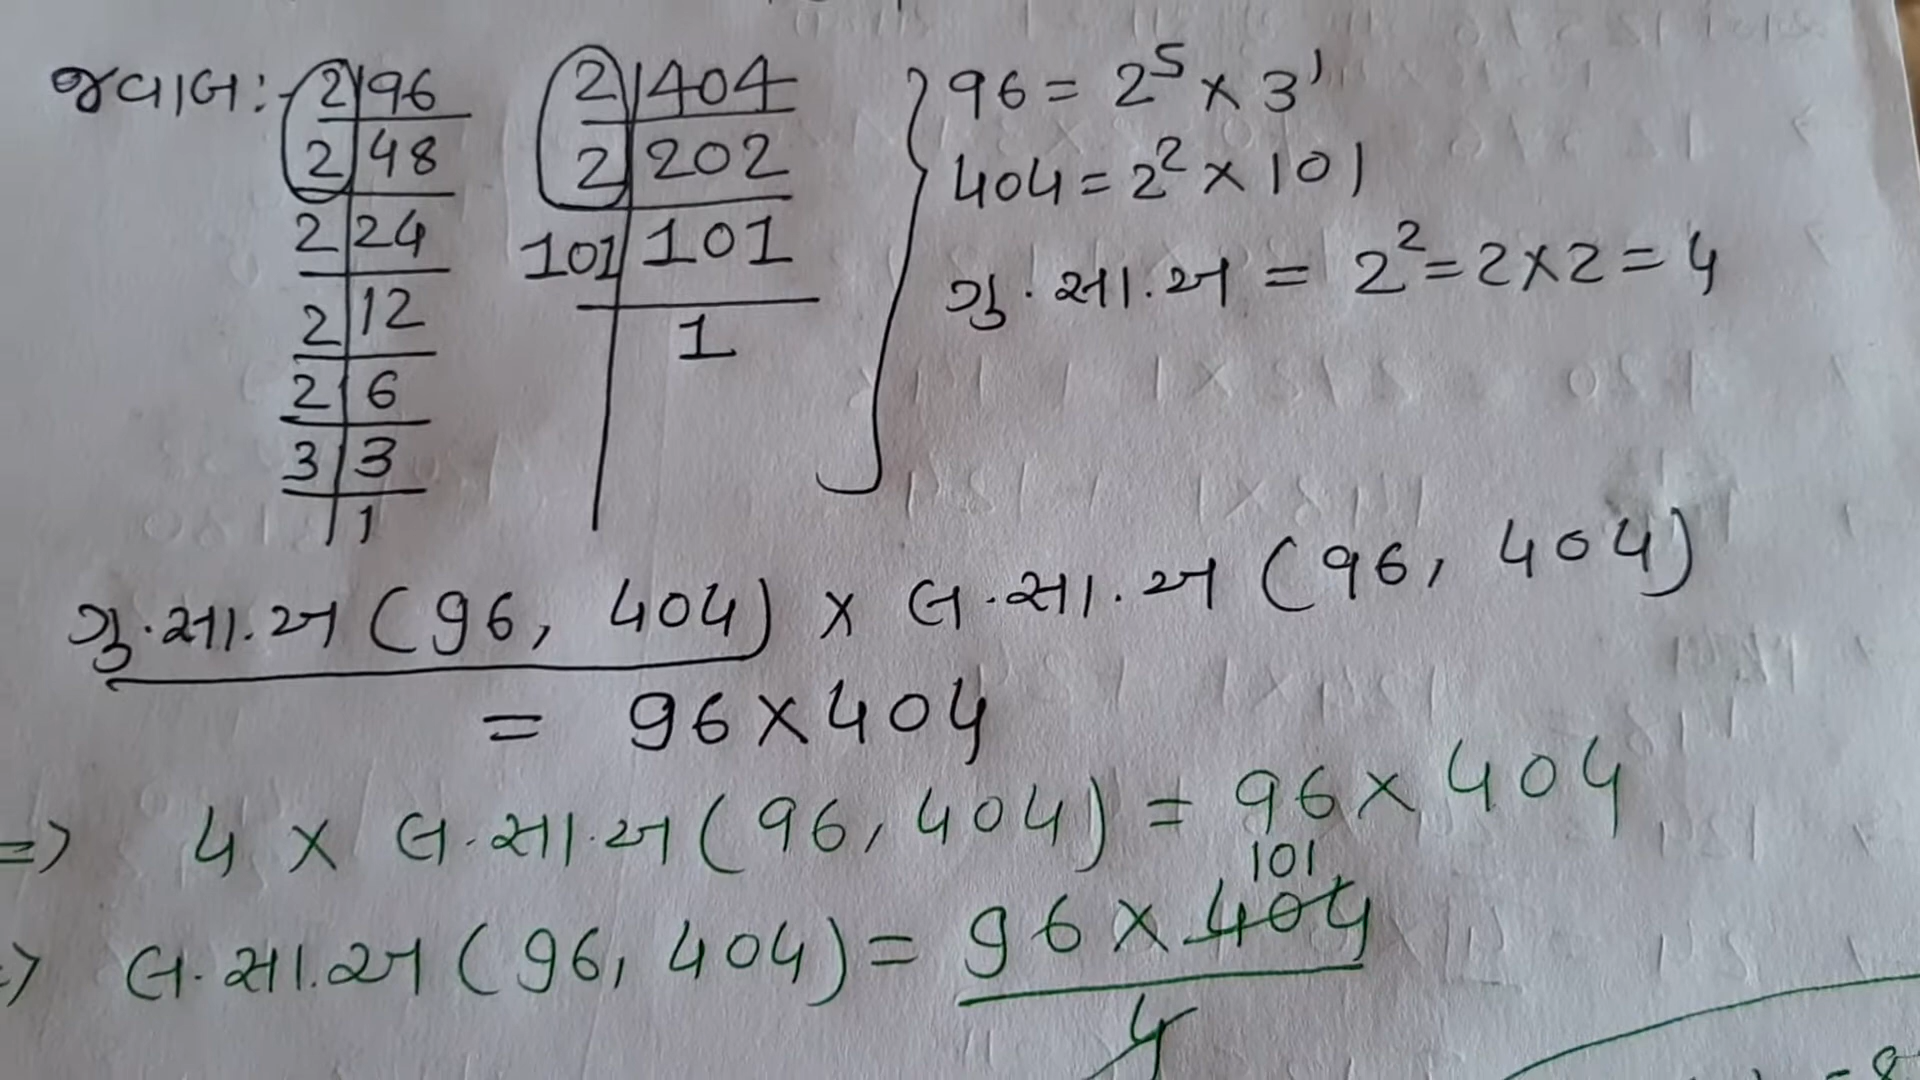 જવાબ:- 2|96
2|48
2|24
2|12
2|6
3|3
1
2|404
2|202
101|101
1
96 = 2⁵ × 3¹
404 = 2² × 101
ગુ.સા.અ = 2² = 2×2 = 4
ગુ.સા.અ (96, 404) × લ.સા.અ (96, 404)
= 96×404
=> 4 × લ.સા.અ (96, 404) = 96×404
101
=> લ.સા.અ (96, 404) = 96×404
4